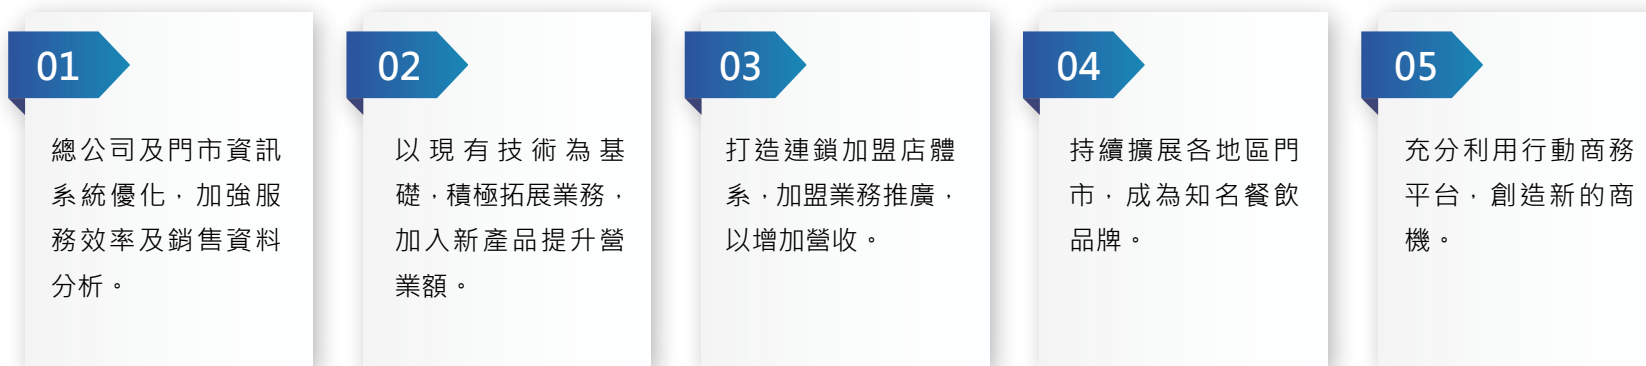 01
總公司及門市資訊
系統優化，加強服
務效率及銷售資料
分析。
02
以現有技術為基
礎，積極拓展業務，
加入新產品提升營
業額。
03
打造連鎖加盟店體
系，加盟業務推廣，
以增加營收。
04
持續擴展各地區門
市，成為知名餐飲
品牌。
05
充分利用行動商務
平台，創造新的商
機。